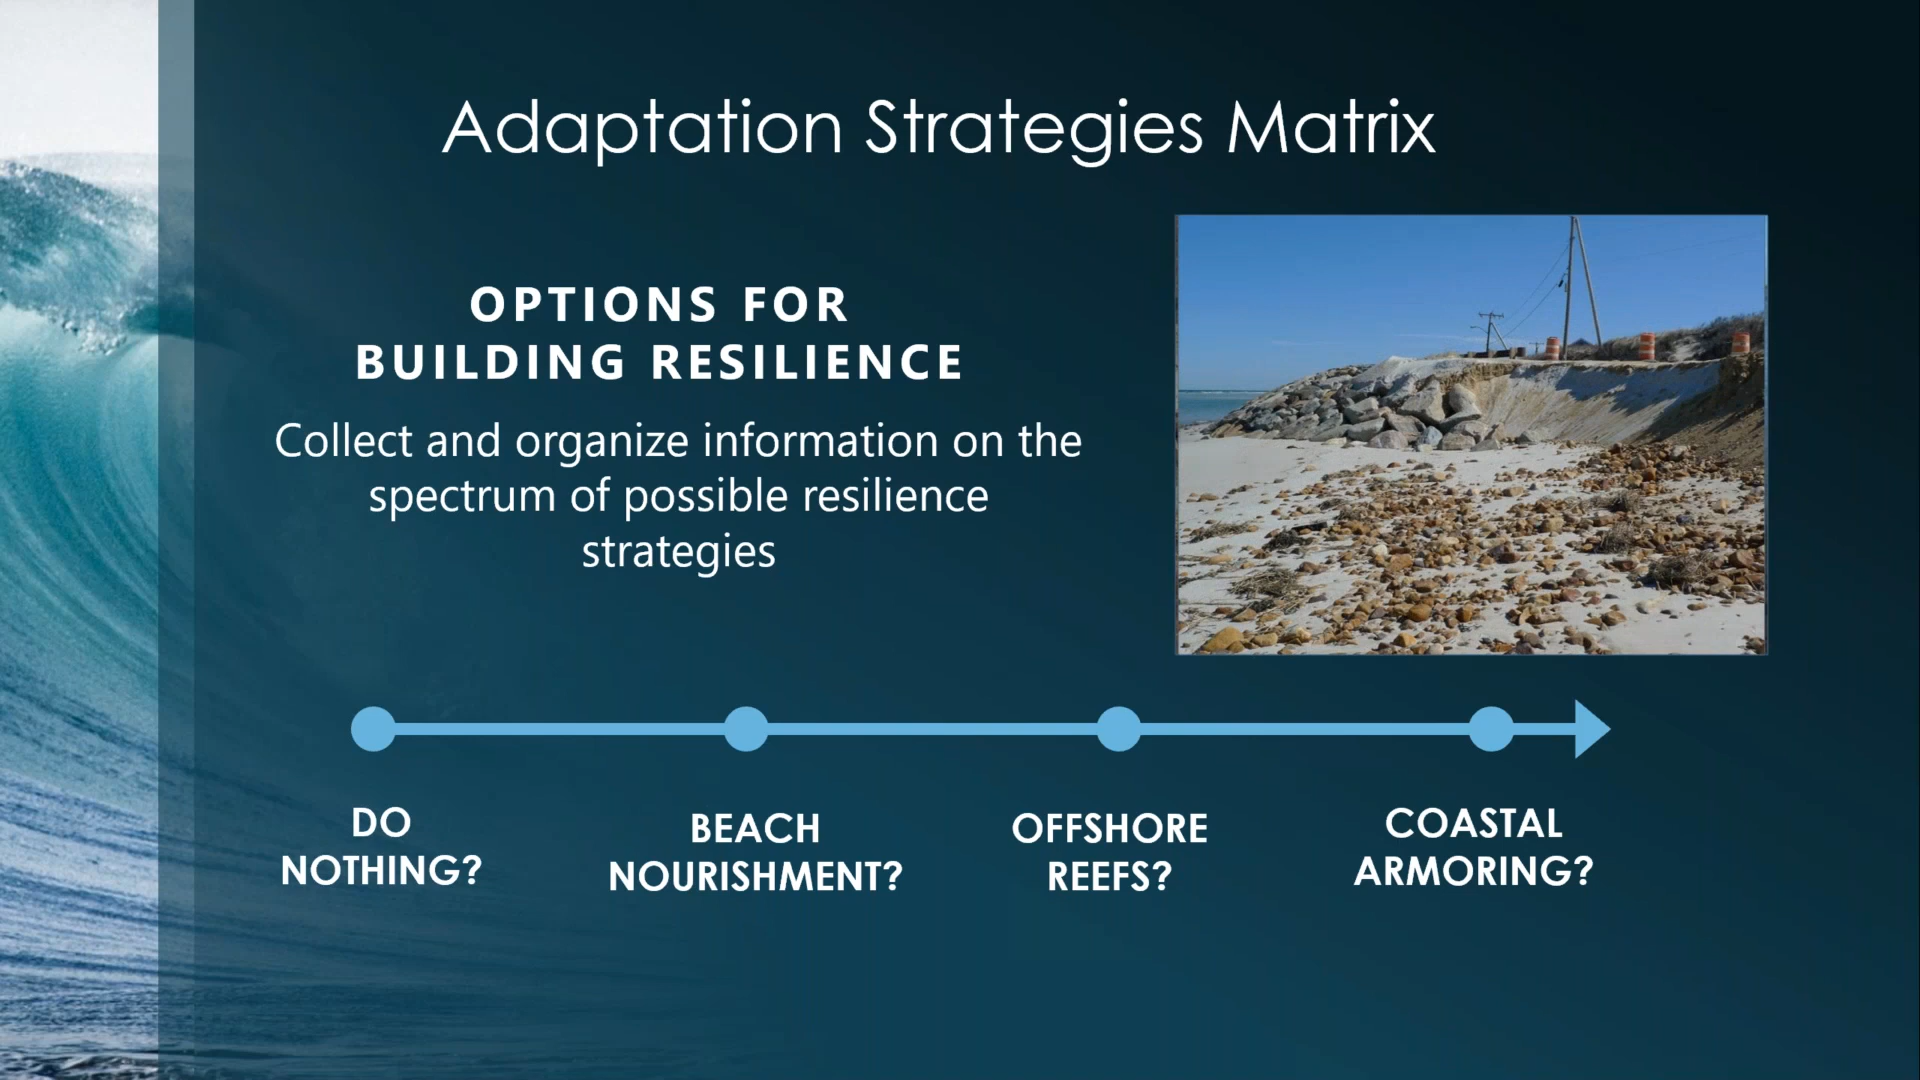 Adaptation Strategies Matrix
OPTIONS FOR
BUILDING RESILIENCE
Collect and organize information on the
spectrum of possible resilience
strategies
DO
NOTHING?
BEACH
NOURISHMENT?
OFFSHORE
REEFS?
COASTAL
ARMORING?